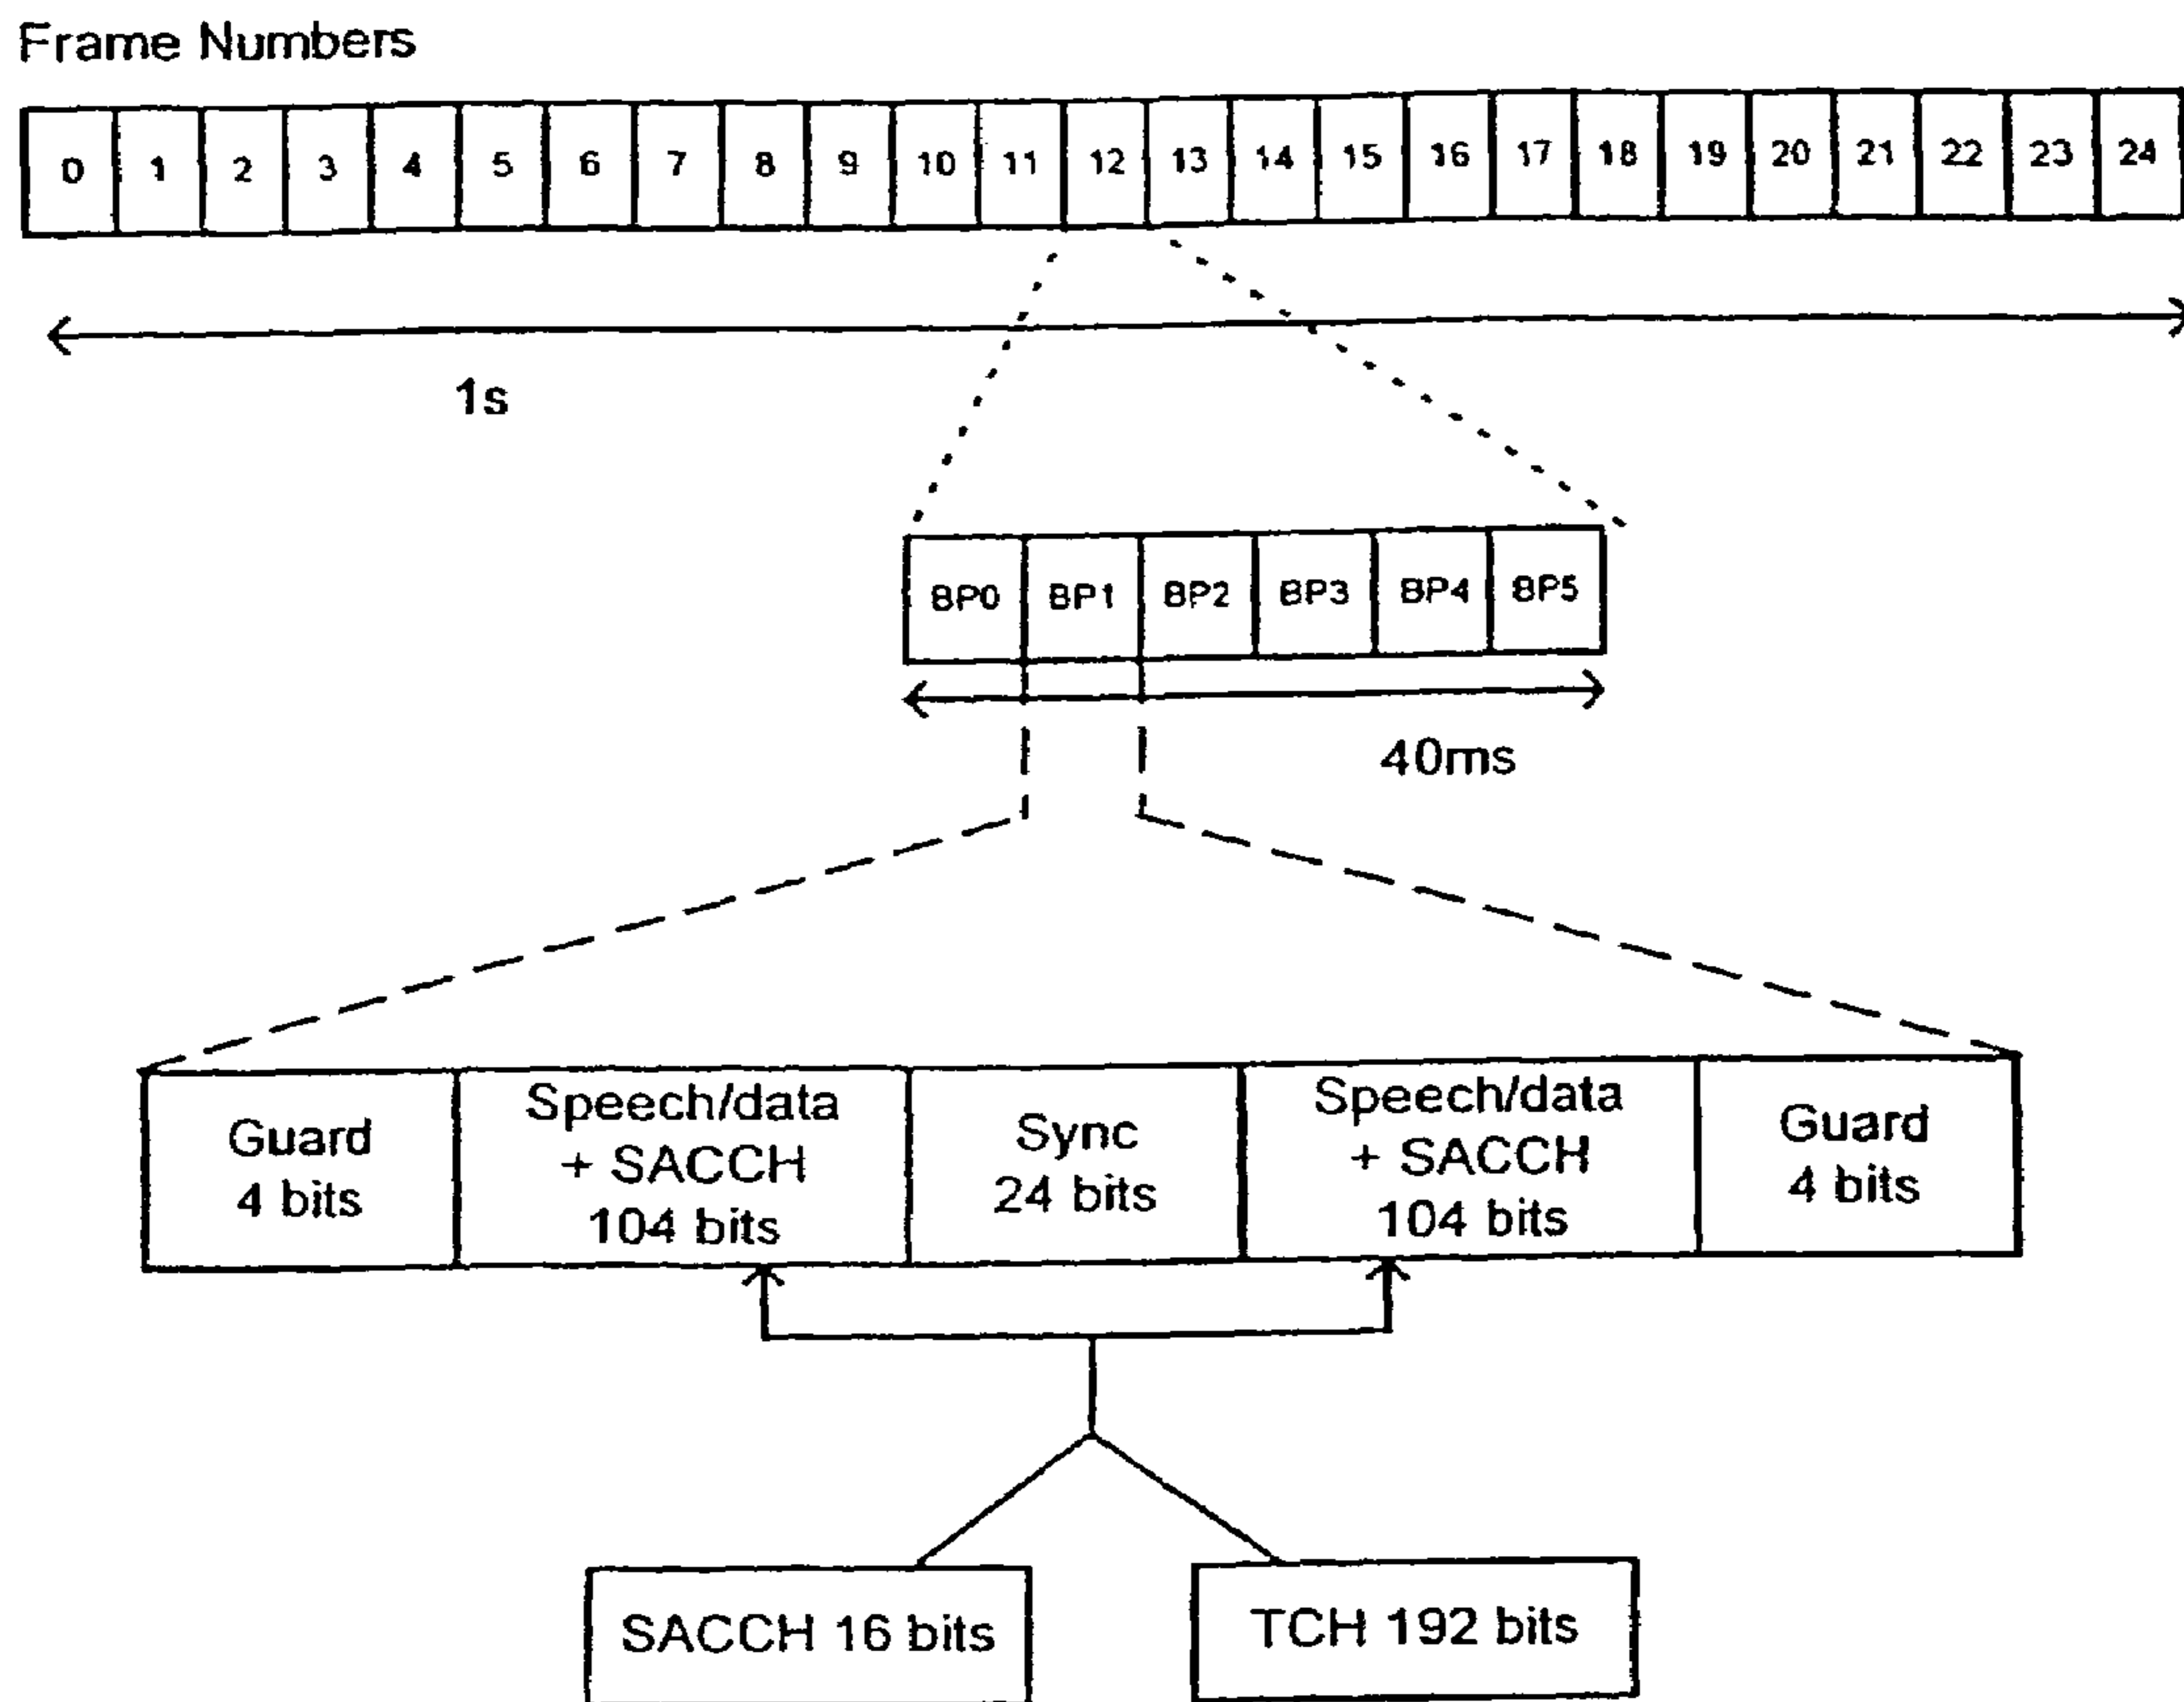 Frame Numbers
0 1 2 3 4 5 6 7 8 9 10 11 12 13 14 15 16 17 18 19 20 21 22 23 24
1s
BP0 BP1 BP2 BP3 BP4 BP5
40ms
Guard
4 bits
Speech/data
+ SACCH
104 bits
Sync
24 bits
Speech/data
+ SACCH
104 bits
Guard
4 bits
SACCH 16 bits
TCH 192 bits